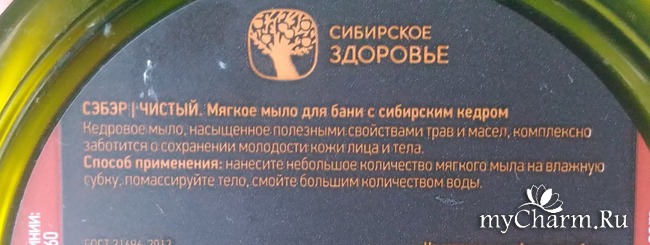 СИБИРСКОЕ
ЗДОРОВЬЕ
СЭБЭР | ЧИСТЫЙ. Мягкое мыло для бани с сибирским кедром
Кедровое мыло, насыщенное полезными свойствами трав и масел, комплексно
заботится о сохранении молодости кожи лица и тела.
Способ применения: нанесите небольшое количество мягкого мыла на влажную
губку, помассируйте тело, смойте большим количеством воды.
myCharm.Ru